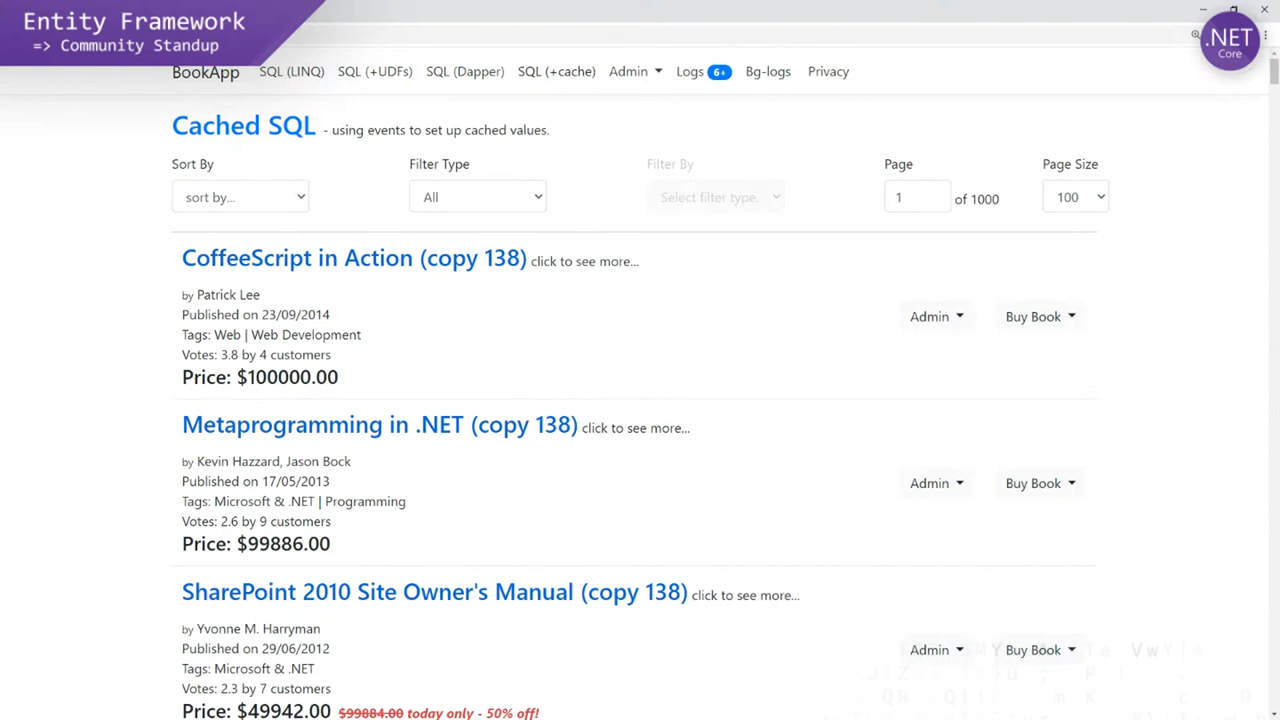 Entity Framework
=> Community Standup
.NET
Core
BookApp SQL (LINQ) SQL (+UDFs) SQL (Dapper) SQL (+cache) Admin Logs 6+ Bg-logs Privacy
Cached SQL - using events to set up cached values.
Sort By Filter Type Filter By Page Page Size
sort by... All Select filter type. 1 of 1000 100
CoffeeScript in Action (copy 138) click to see more...
by Patrick Lee
Published on 23/09/2014
Admin Buy Book
Tags: Web | Web Development
Votes: 3.8 by 4 customers
Price: $100000.00
Metaprogramming in .NET (copy 138) click to see more...
by Kevin Hazzard, Jason Bock
Published on 17/05/2013
Admin Buy Book
Tags: Microsoft & .NET | Programming
Votes: 2.6 by 9 customers
Price: $99886.00
SharePoint 2010 Site Owner's Manual (copy 138) click to see more...
by Yvonne M. Harryman
Published on 29/06/2012
Admin Buy Book
Tags: Microsoft & .NET
Votes: 2.3 by 7 customers
Price: $49942.00 $99884.00 today only - 50% off!